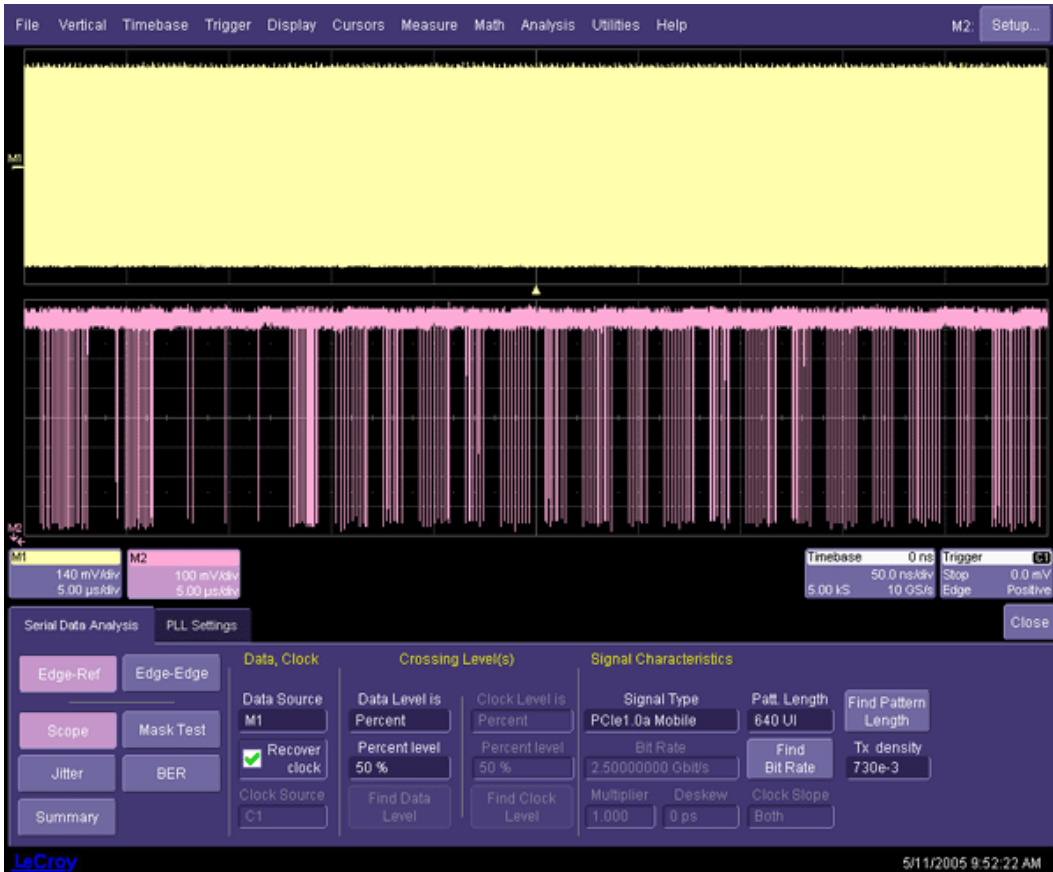 File Vertical Timebase Trigger Display Cursors Measure Math Analysis Utilities Help M2: Setup...
M1
M1 M2
140 mV/div 100 mV/div
5.00 µs/div 5.00 µs/div
Timebase 0 ns Trigger C1
50.0 ns/div Stop 0.0 mV
5.00 kS 10 GS/s Edge Positive
Serial Data Analysis PLL Settings Close
Edge-Ref Edge-Edge
Scope Mask Test
Jitter BER
Summary
Data, Clock
Data Source
M1
Recover clock
Clock Source
C1
Crossing Level(s)
Data Level is Clock Level is
Percent Percent
Percent level Percent level
50 % 50 %
Find Data Level Find Clock Level
Signal Characteristics
Signal Type Patt. Length Find Pattern Length
PCIe1.0a Mobile 640 UI
Bit Rate Find Bit Rate Tx density
2.50000000 Gbit/s 730e-3
Multiplier Deskew Clock Slope
1.000 0 ps Both
LeCroy 5/11/2005 9:52:22 AM